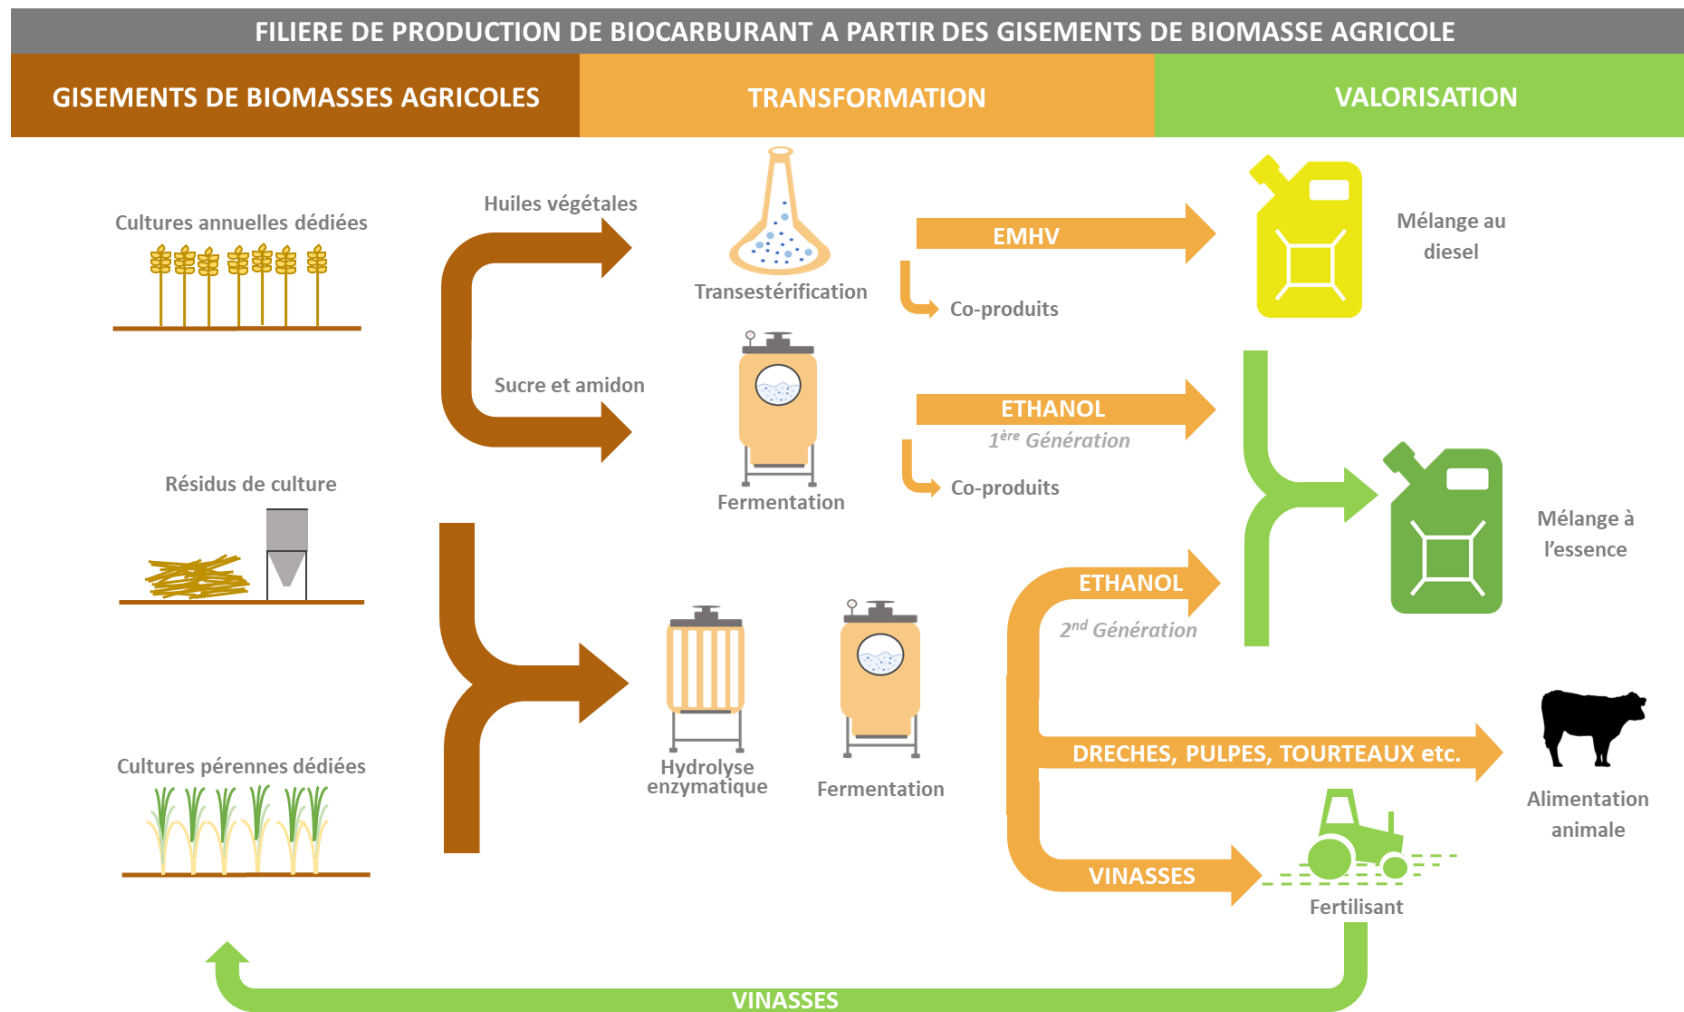 FILIERE DE PRODUCTION DE BIOCARBURANT A PARTIR DES GISEMENTS DE BIOMASSE AGRICOLE
GISEMENTS DE BIOMASSES AGRICOLES
TRANSFORMATION
VALORISATION
Cultures annuelles dédiées
Huiles végétales
Transestérification
EMHV
Co-produits
Mélange au
diesel
Sucre et amidon
Fermentation
ETHANOL
1ère Génération
Co-produits
Résidus de culture
Mélange à
l’essence
ETHANOL
2nd Génération
Cultures pérennes dédiées
Hydrolyse
enzymatique
Fermentation
DRECHES, PULPES, TOURTEAUX etc.
Alimentation
animale
VINASSES
Fertilisant
VINASSES